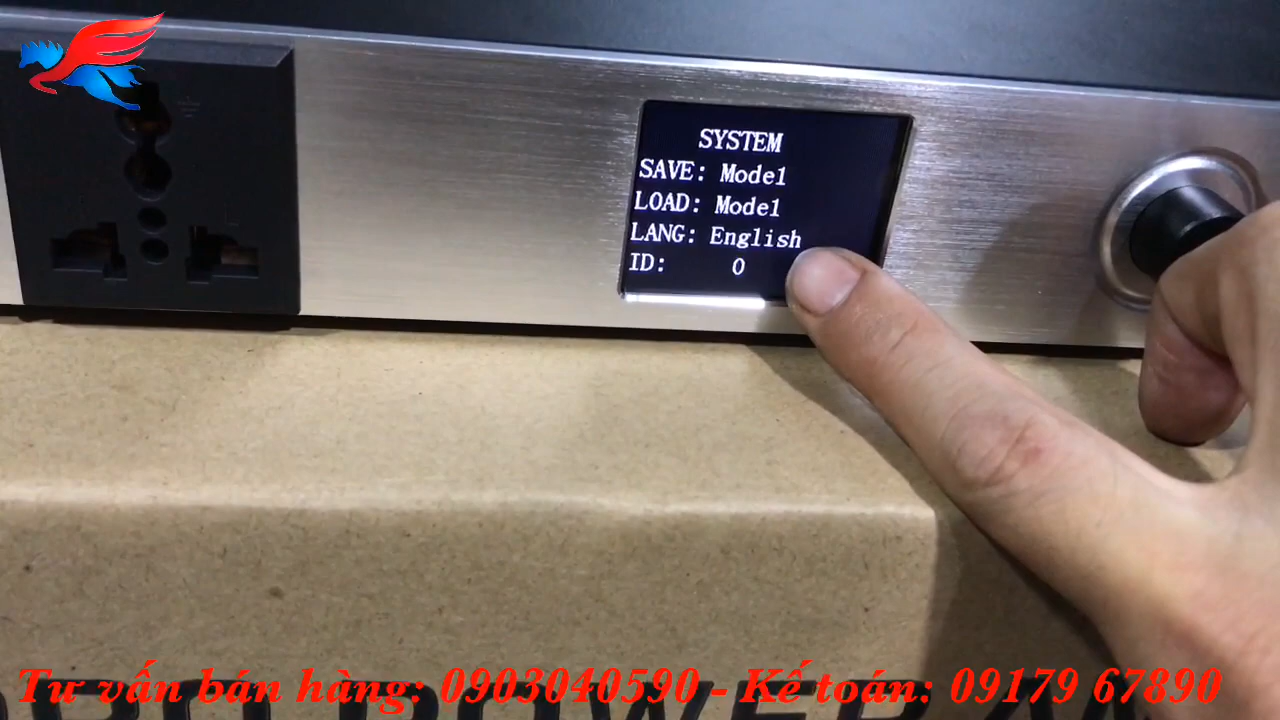 SYSTEM
SAVE: Mode1
LOAD: Mode1
LANG: English
ID: 0
Tư vấn bán hàng: 0903040590 - Kế toán: 09179 67890